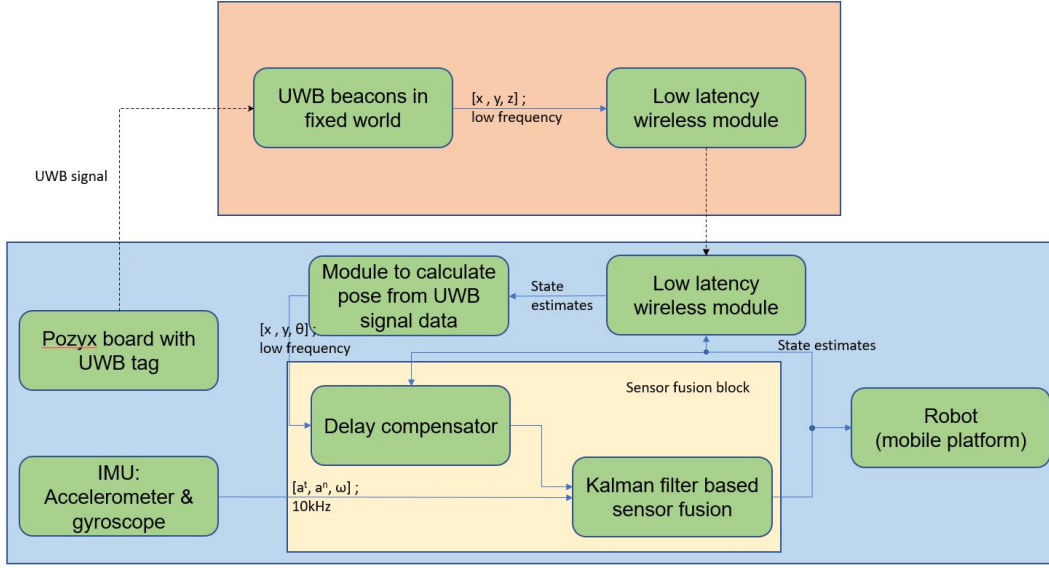 UWB beacons in
fixed world
[x , y, z] ;
low frequency
Low latency
wireless module
UWB signal
Module to calculate
pose from UWB
signal data
State
estimates
Low latency
wireless module
Pozyx board with
UWB tag
[x , y, θ] ;
low frequency
State estimates
Sensor fusion block
Delay compensator
Robot
(mobile platform)
IMU:
Accelerometer &
gyroscope
[aᵗ, aⁿ, ω] ;
10kHz
Kalman filter based
sensor fusion